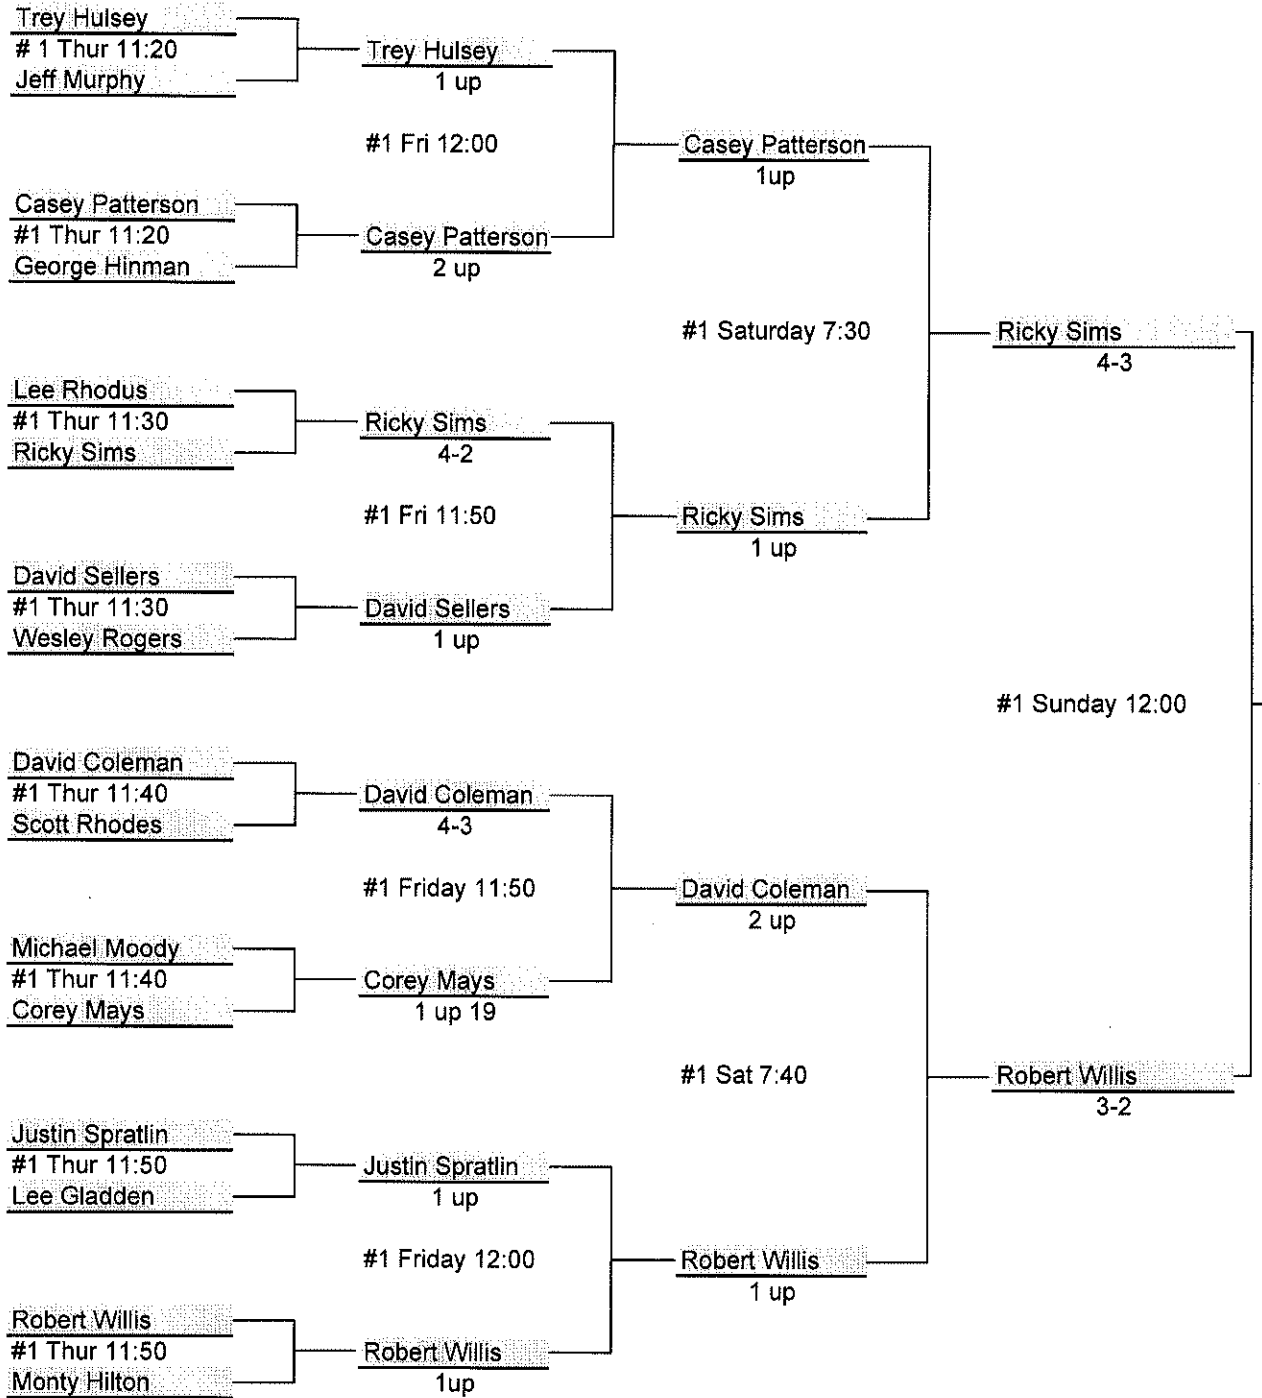 Trey Hulsey
# 1 Thur 11:20
Jeff Murphy
Casey Patterson
#1 Thur 11:20
George Hinman
Lee Rhodus
#1 Thur 11:30
Ricky Sims
David Sellers
#1 Thur 11:30
Wesley Rogers
David Coleman
#1 Thur 11:40
Scott Rhodes
Michael Moody
#1 Thur 11:40
Corey Mays
Justin Spratlin
#1 Thur 11:50
Lee Gladden
Robert Willis
#1 Thur 11:50
Monty Hilton
Trey Hulsey
1 up
#1 Fri 12:00
Casey Patterson
2 up
Ricky Sims
4-2
#1 Fri 11:50
David Sellers
1 up
David Coleman
4-3
#1 Friday 11:50
Corey Mays
1 up 19
Justin Spratlin
1 up
#1 Friday 12:00
Robert Willis
1up
Casey Patterson
1up
#1 Saturday 7:30
Ricky Sims
1 up
David Coleman
2 up
#1 Sat 7:40
Robert Willis
1 up
Ricky Sims
4-3
#1 Sunday 12:00
Robert Willis
3-2